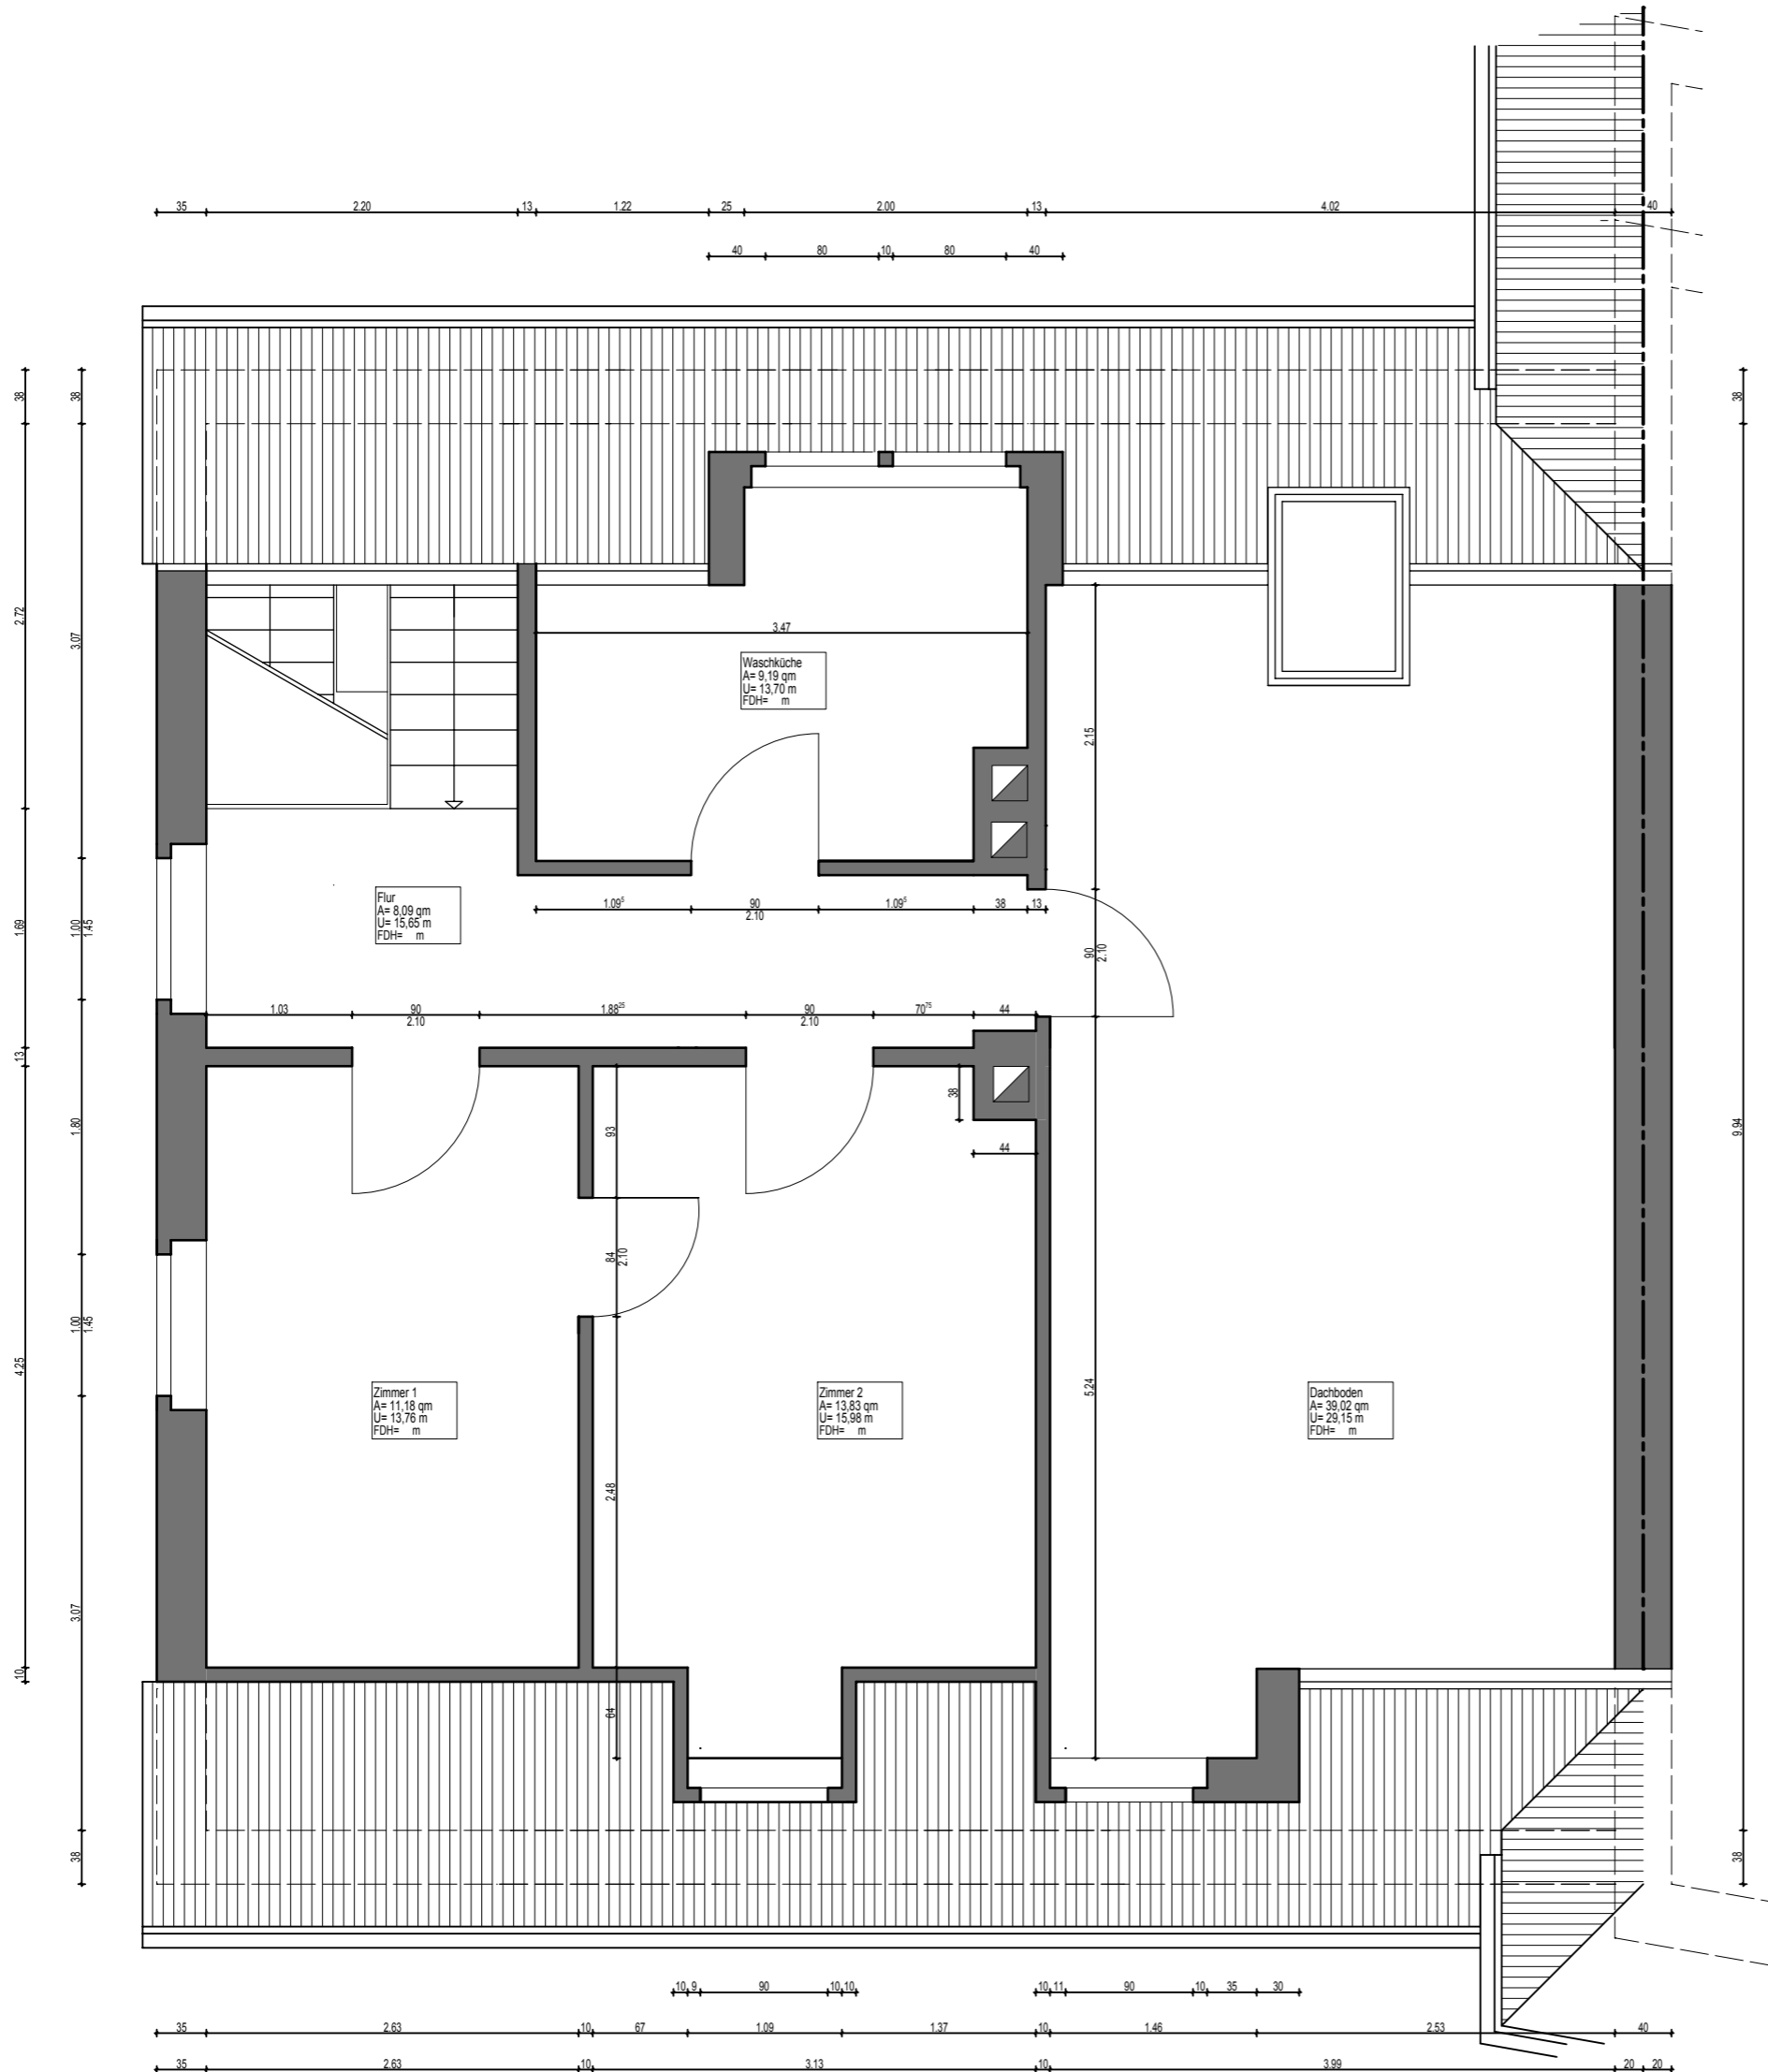 35 2.20 13 1.22 25 2.00 13 4.02 40
40 80 10 80 40
38
38
38
2.72
3.07
3.47
Waschküche
A= 9,19 qm
U= 13,70 m
FDH= m
2.15
Flur
A= 8,09 qm
U= 15,65 m
FDH= m
1.09⁵ 90 1.09⁵ 38 13
2.10
1.69
1.00
1.45
90
2.10
1.03 90 1.88²⁵ 90 70⁷⁵ 44
2.10 2.10
13
38
93
1.80
44
9.94
84
2.10
1.00
1.45
4.25
5.24
Zimmer 1
A= 11,18 qm
U= 13,76 m
FDH= m
Zimmer 2
A= 13,83 qm
U= 15,98 m
FDH= m
Dachboden
A= 39,02 qm
U= 29,15 m
FDH= m
2.48
3.07
10
64
38
38
10 9 90 10 10 10 11 90 10 35 30
35 2.63 10 67 1.09 1.37 10 1.46 2.53 40
35 2.63 10 3.13 10 3.99 20 20